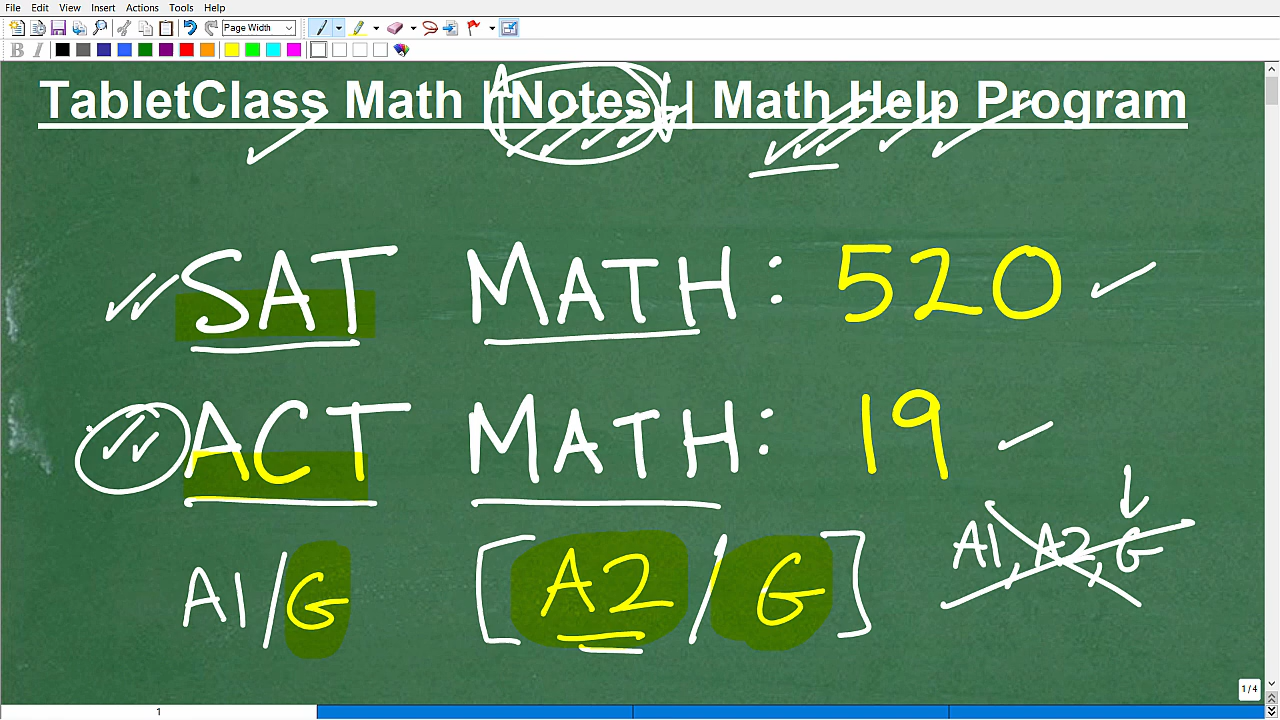 File Edit View Insert Actions Tools Help
Page Width
B I
TabletClass Math | Notes | Math Help Program
SAT MATH: 520
ACT MATH: 19
A1/G [A2/G] A1, A2, G
1/4
1